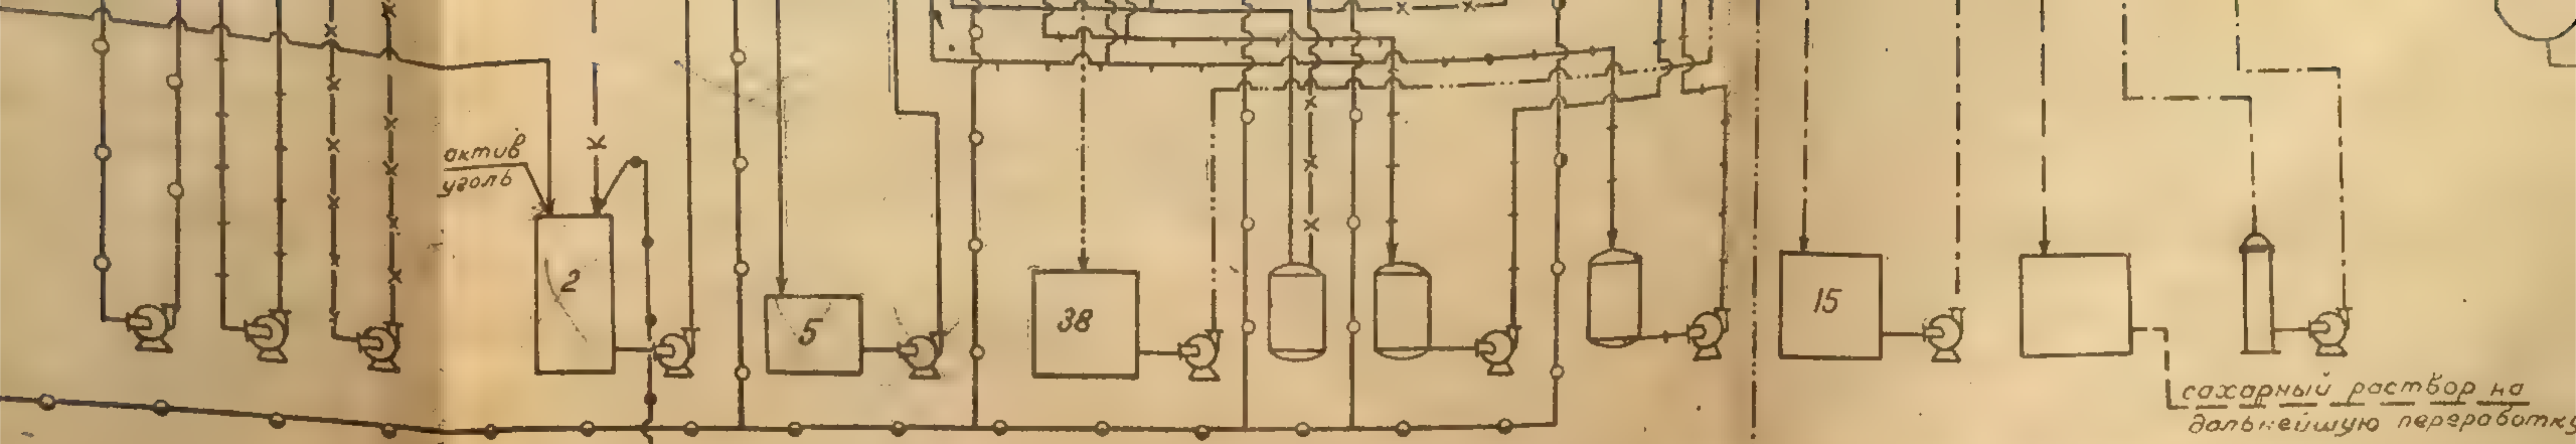 актив
уголь
2
5
38
15
сахарный раствор на
дальнейшую переработку